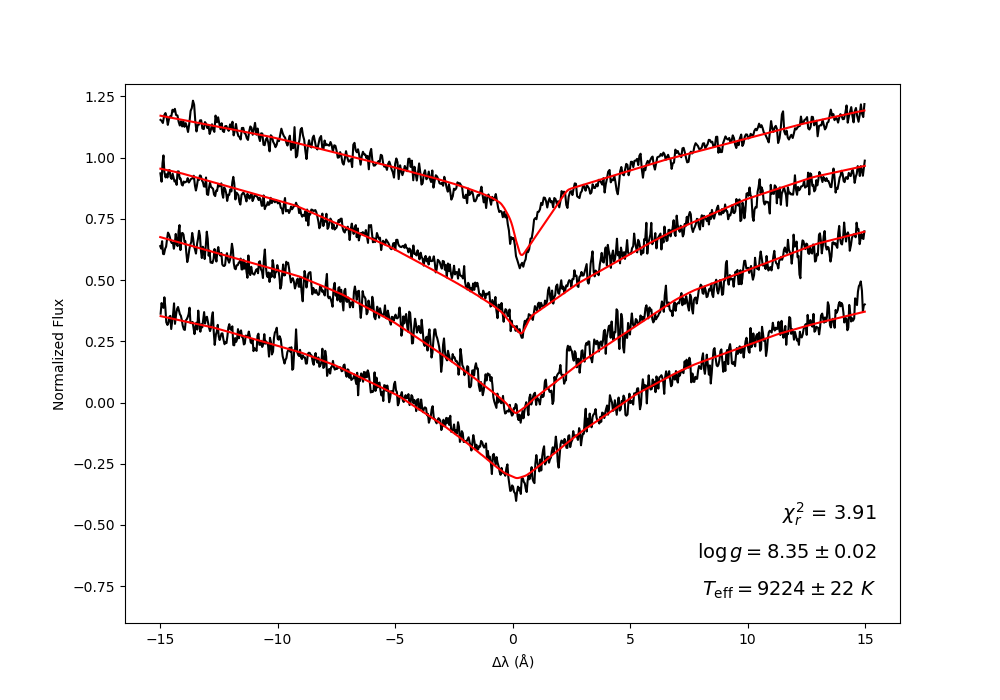 1.25
1.00
0.75
0.50
0.25
0.00
−0.25
−0.50
−0.75
Normalized Flux
χ²ᵣ = 3.91
log g = 8.35 ± 0.02
T_eff = 9224 ± 22 K
−15 −10 −5 0 5 10 15
Δλ (Å)